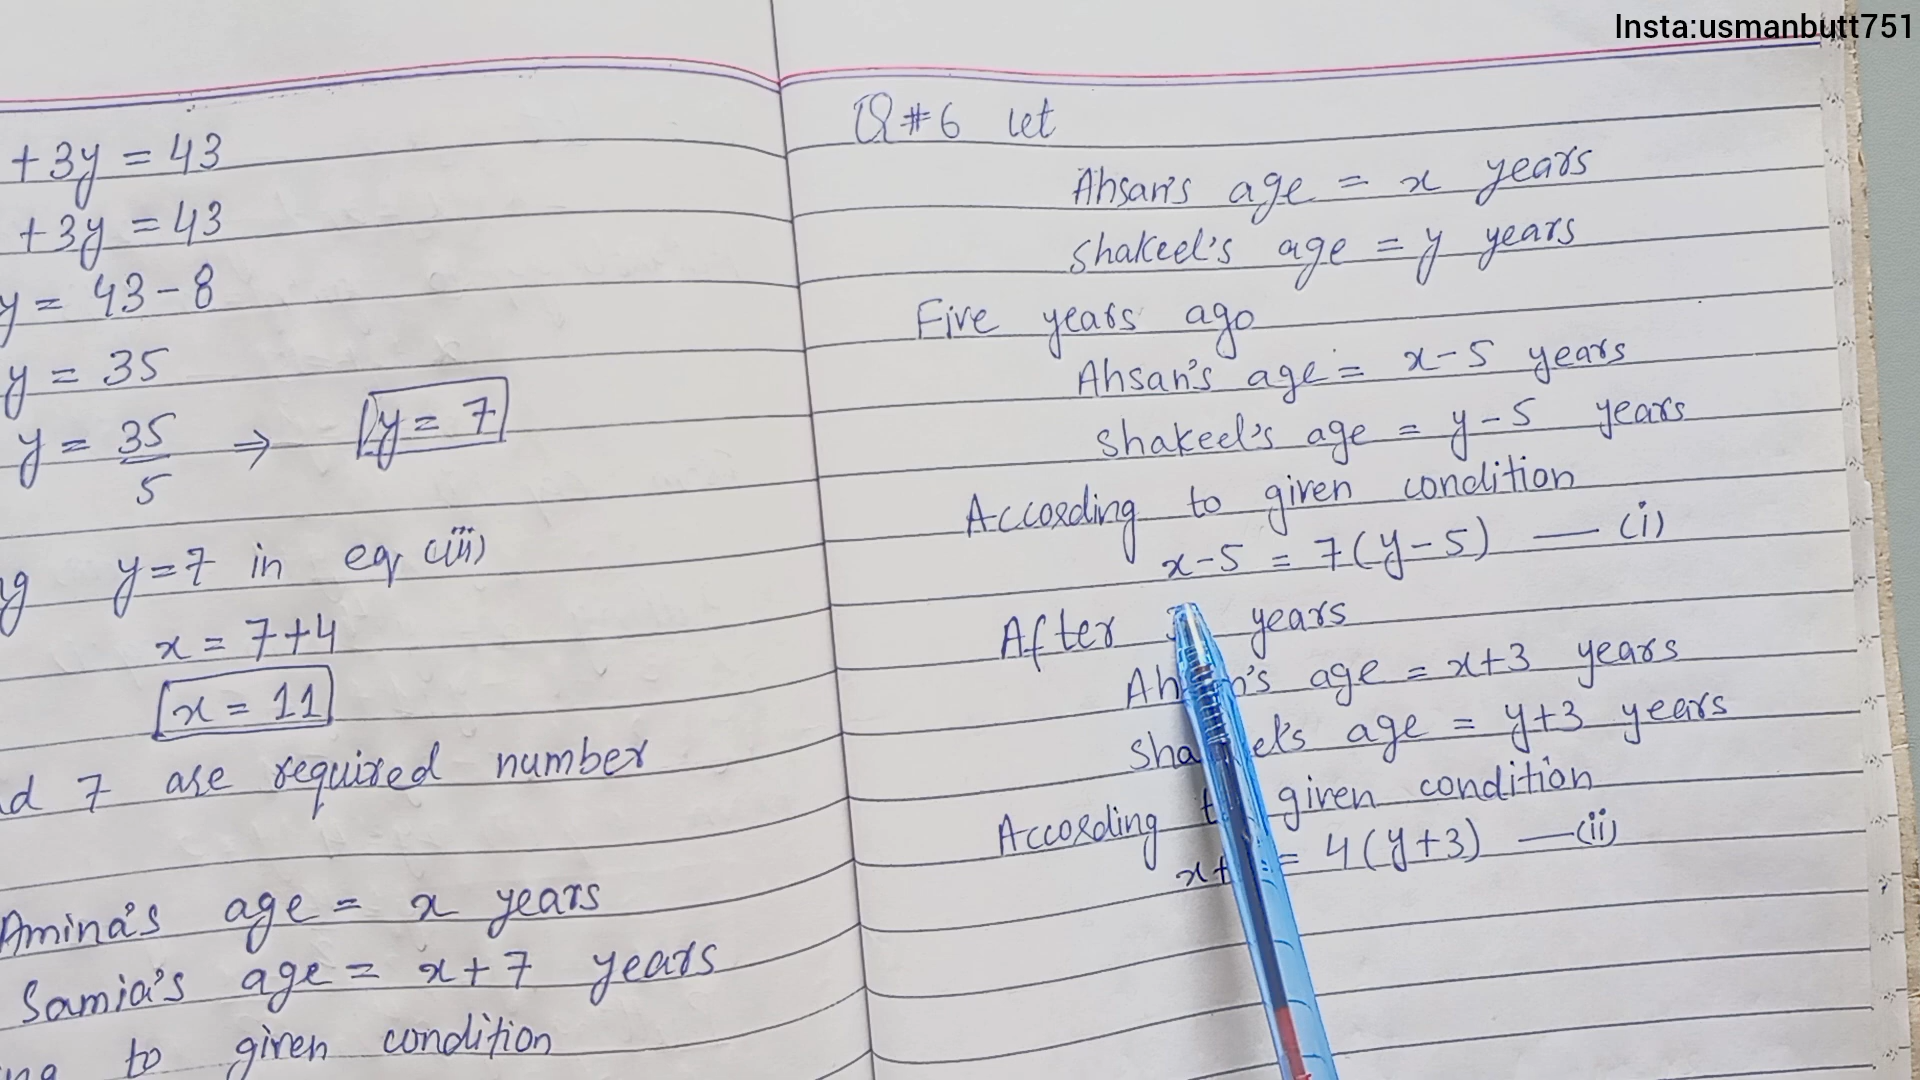 Insta:usmanbutt751
+3y = 43
+3y = 43
y = 43-8
y = 35
y = 35/5 ⇒ y = 7
y=7 in eq (iii)
x = 7+4
x = 11
7 are required number
Amina's age = x years
Samia's age = x+7 years
to given condition
Q#6 let
Ahsan's age = x years
Shakeel's age = y years
Five years ago
Ahsan's age = x-5 years
Shakeel's age = y-5 years
According to given condition
x-5 = 7(y-5) — (i)
After years
age = x+3 years
age = y+3 years
According given condition
= 4(y+3) — (ii)